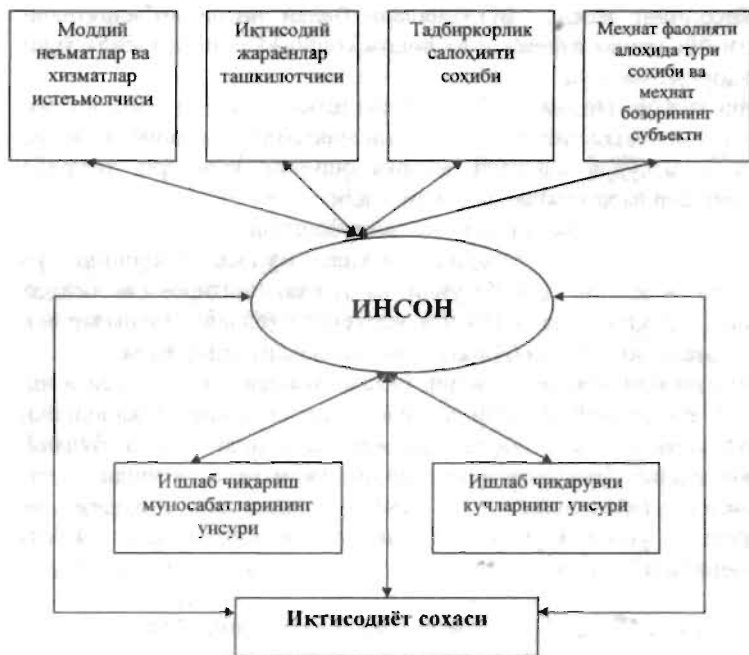 Моддий
неъматлар ва
хизматлар
истеъмолчиси
Иқтисодий
жараёнлар
ташкилотчиси
Тадбиркорлик
салоҳияти
соҳиби
Меҳнат фаолияти
алоҳида тури
соҳиби ва
меҳнат
бозорининг
субъекти
ИНСОН
Ишлаб чиқариш
муносабатларининг
унсури
Ишлаб чиқарувчи
кучларнинг унсури
Иқтисодиёт соҳаси